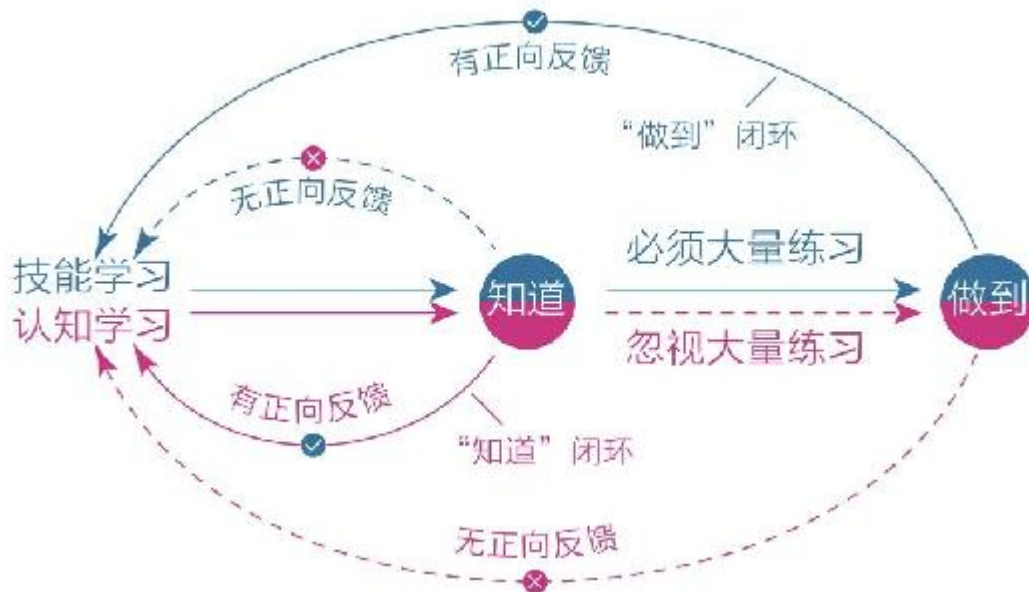 有正向反馈
“做到”闭环
无正向反馈
必须大量练习
技能学习
知道
做到
认知学习
忽视大量练习
有正向反馈
“知道”闭环
无正向反馈